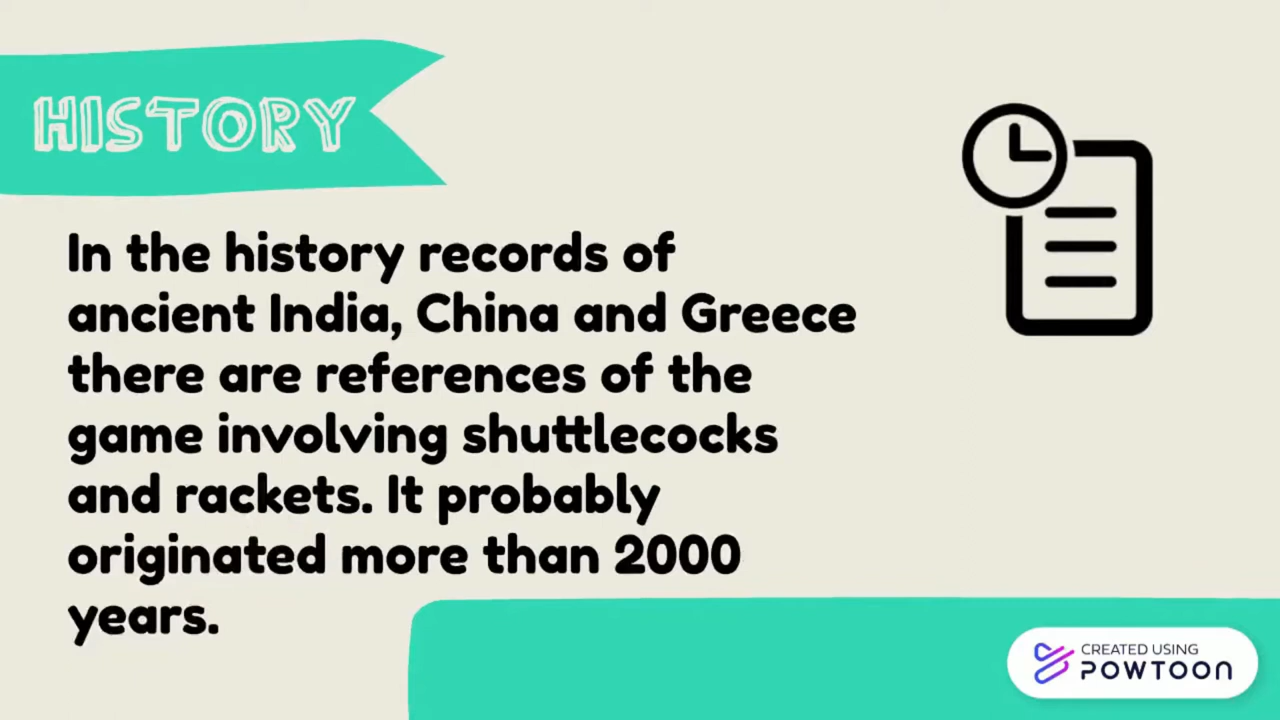 HISTORY
In the history records of
ancient India, China and Greece
there are references of the
game involving shuttlecocks
and rackets. It probably
originated more than 2000
years.
CREATED USING
POWTOON